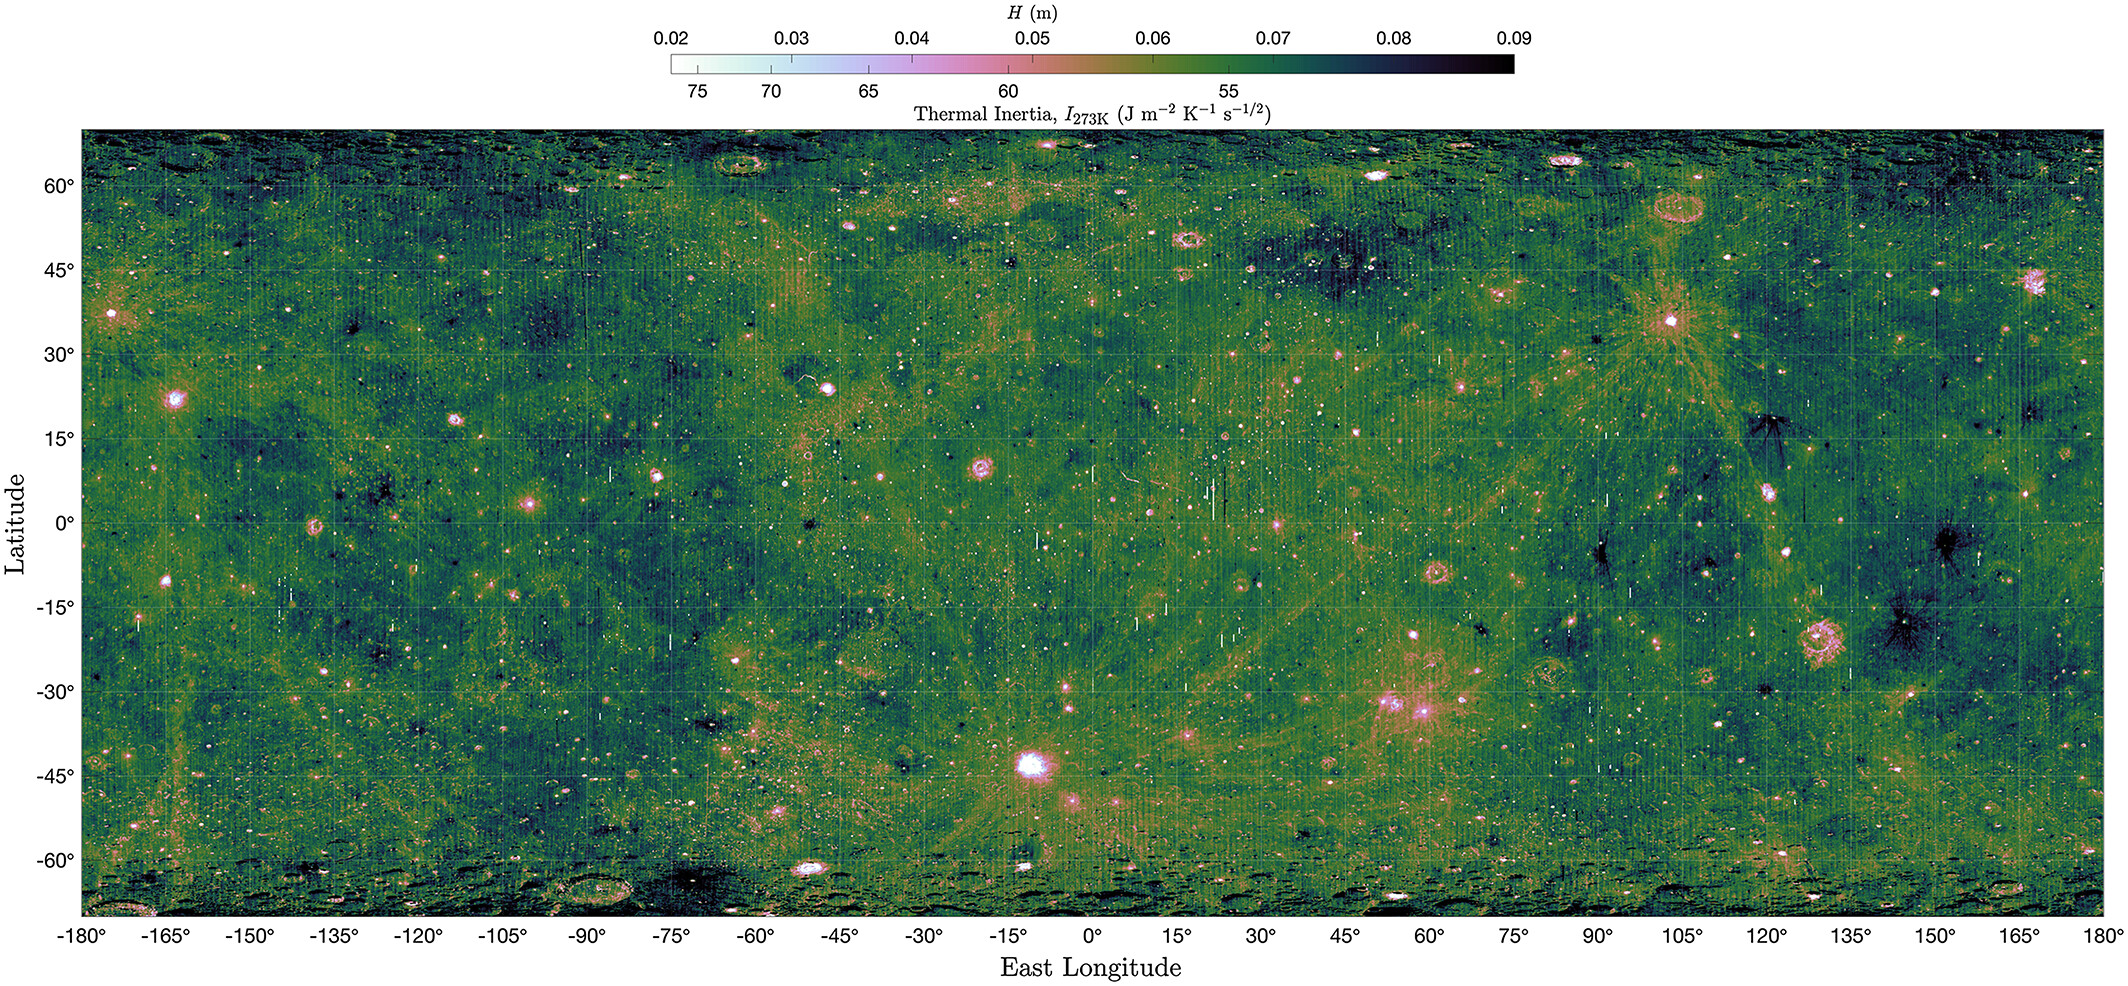 H (m)
0.02 0.03 0.04 0.05 0.06 0.07 0.08 0.09
75 70 65 60 55
Thermal Inertia, I₂₇₃K (J m⁻² K⁻¹ s⁻¹/²)
60°
45°
30°
15°
0°
-15°
-30°
-45°
-60°
Latitude
-180° -165° -150° -135° -120° -105° -90° -75° -60° -45° -30° -15° 0° 15° 30° 45° 60° 75° 90° 105° 120° 135° 150° 165° 180°
East Longitude